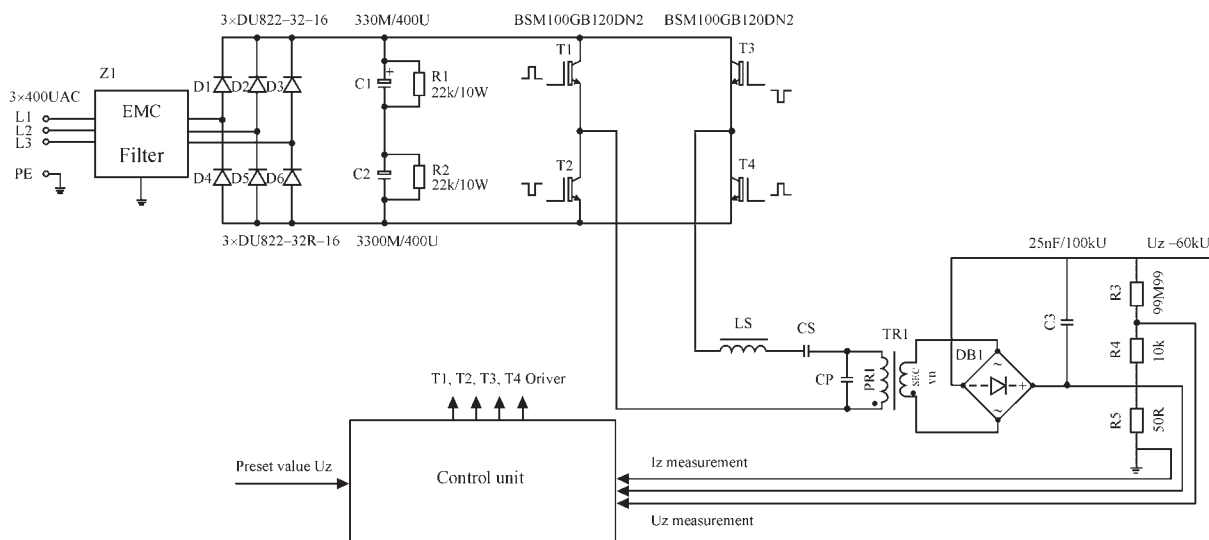 3×DU822–32–16
330M/400U
BSM100GB120DN2
BSM100GB120DN2
Z1
3×400UAC
L1
L2
L3
PE
EMC
Filter
D1
D2
D3
D4
D5
D6
C1
+
R1
22k/10W
C2
R2
22k/10W
T1
T2
T3
T4
3×DU822–32R–16
3300M/400U
25nF/100kU
Uz –60kU
LS
CS
CP
PRI
TR1
SEC
vn
DB1
~
+
~
C3
R3
99M99
R4
10k
R5
50R
T1, T2, T3, T4 Oriver
Preset value Uz
Control unit
Iz measurement
Uz measurement